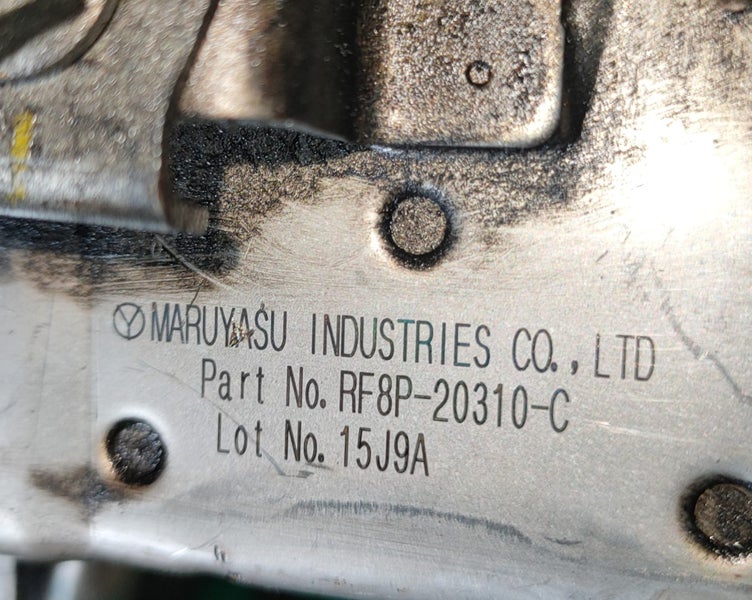 MARUYASU INDUSTRIES CO.,LTD
Part No. RF8P-20310-C
Lot No. 15J9A